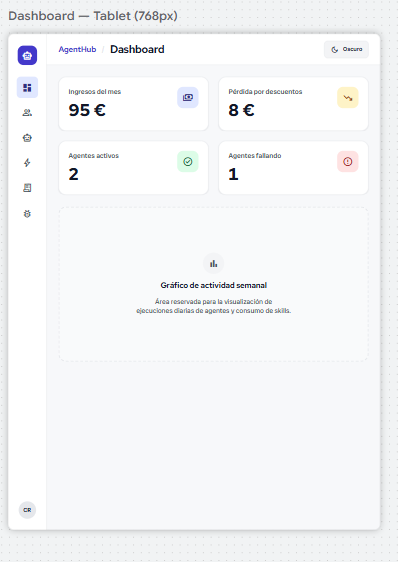 Dashboard — Tablet (768px)
AgentHub / Dashboard
Oscuro
Ingresos del mes
95 €
Pérdida por descuentos
8 €
Agentes activos
2
Agentes fallando
1
Gráfico de actividad semanal
Área reservada para la visualización de
ejecuciones diarias de agentes y consumo de skills.
CR